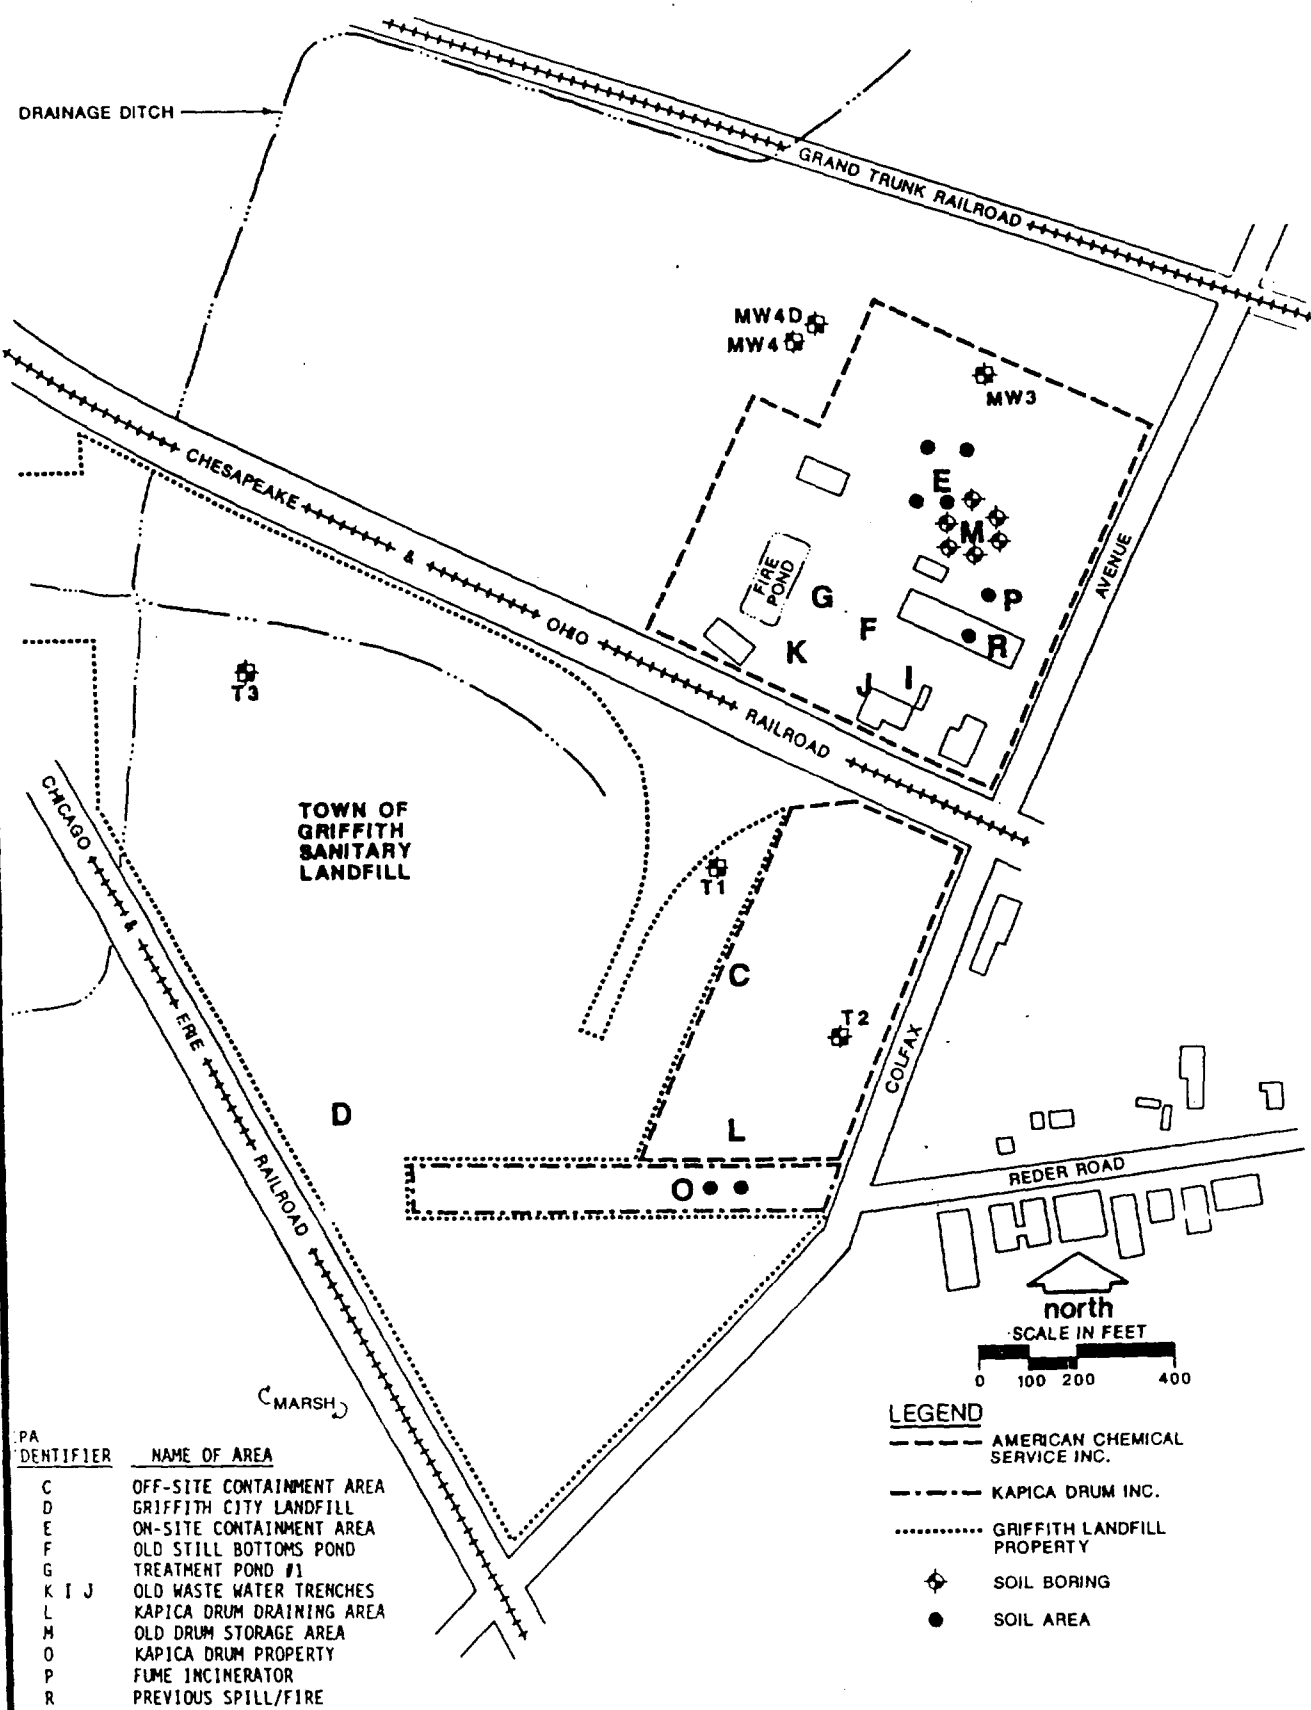 DRAINAGE DITCH
GRAND TRUNK RAILROAD
MW4D
MW4
MW3
CHESAPEAKE & OHIO RAILROAD
E
M
FIRE
POND
G
P
F
R
K
J
I
AVENUE
T3
CHICAGO & ERIE RAILROAD
TOWN OF
GRIFFITH
SANITARY
LANDFILL
T1
C
T2
COLFAX
D
L
O
REDER ROAD
north
SCALE IN FEET
0 100 200 400
MARSH
LEGEND
AMERICAN CHEMICAL
SERVICE INC.
KAPICA DRUM INC.
GRIFFITH LANDFILL
PROPERTY
SOIL BORING
SOIL AREA
PA
DENTIFIER NAME OF AREA
C OFF-SITE CONTAINMENT AREA
D GRIFFITH CITY LANDFILL
E ON-SITE CONTAINMENT AREA
F OLD STILL BOTTOMS POND
G TREATMENT POND #1
K I J OLD WASTE WATER TRENCHES
L KAPICA DRUM DRAINING AREA
M OLD DRUM STORAGE AREA
O KAPICA DRUM PROPERTY
P FUME INCINERATOR
R PREVIOUS SPILL/FIRE